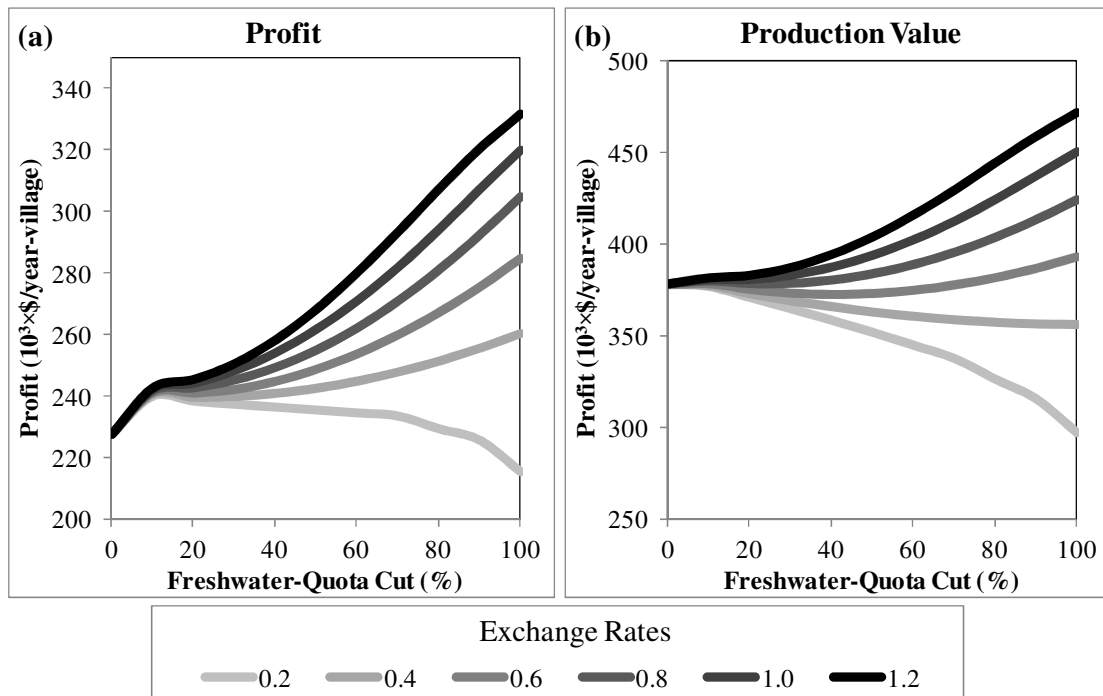 (a)
Profit
Profit (10³×$/year-village)
340
320
300
280
260
240
220
200
0 20 40 60 80 100
Freshwater-Quota Cut (%)
(b)
Production Value
Profit (10³×$/year-village)
500
450
400
350
300
250
0 20 40 60 80 100
Freshwater-Quota Cut (%)
Exchange Rates
0.2 0.4 0.6 0.8 1.0 1.2